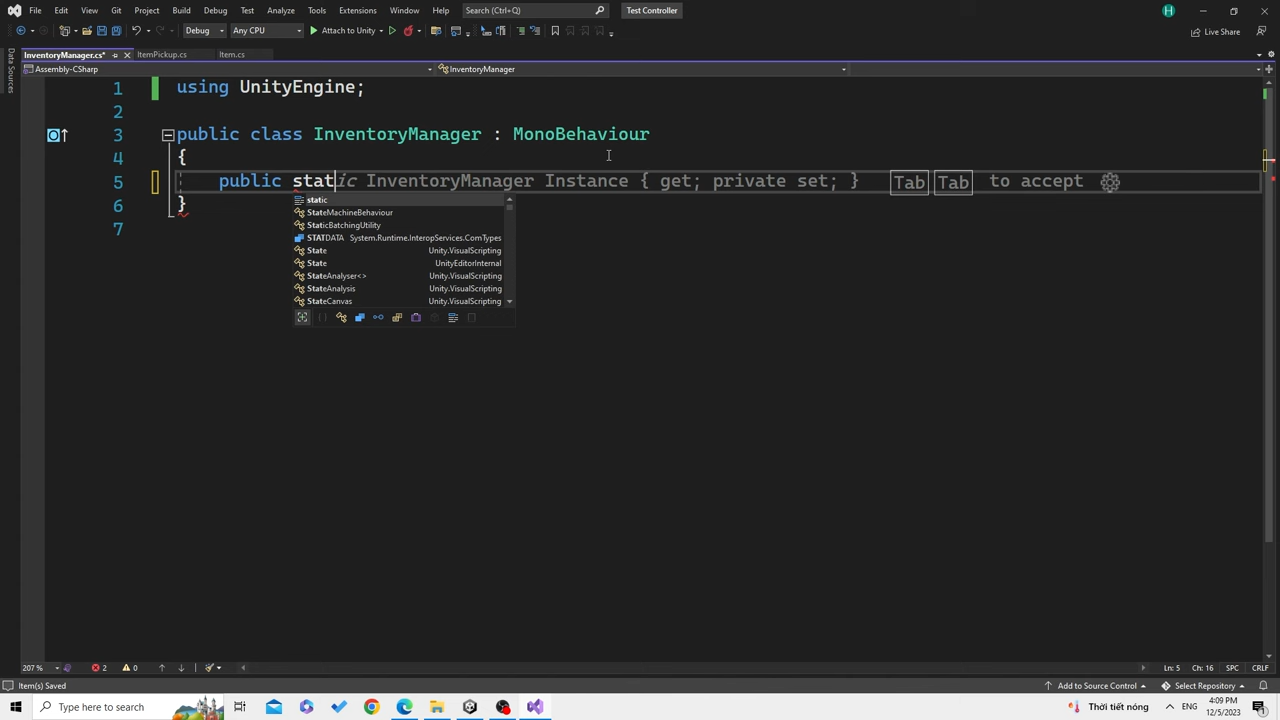 File Edit View Git Project Build Debug Test Analyze Tools Extensions Window Help Search (Ctrl+Q) Test Controller
H
Debug Any CPU Attach to Unity Live Share
Data Sources
InventoryManager.cs* ItemPickup.cs Item.cs
Assembly-CSharp InventoryManager
1 using UnityEngine;
2
3 public class InventoryManager : MonoBehaviour
4 {
5 public static InventoryManager Instance { get; private set; } Tab Tab to accept
6 }
7
static
StateMachineBehaviour
StaticBatchingUtility
STATDATA System.Runtime.InteropServices.ComTypes
State Unity.VisualScripting
State UnityEditorInternal
StateAnalyser<> Unity.VisualScripting
StateAnalysis Unity.VisualScripting
StateCanvas Unity.VisualScripting
207 % 2 0 Ln: 5 Ch: 16 SPC CRLF
Item(s) Saved Add to Source Control Select Repository
Type here to search Thời tiết nóng ENG 4:09 PM
12/5/2023
1